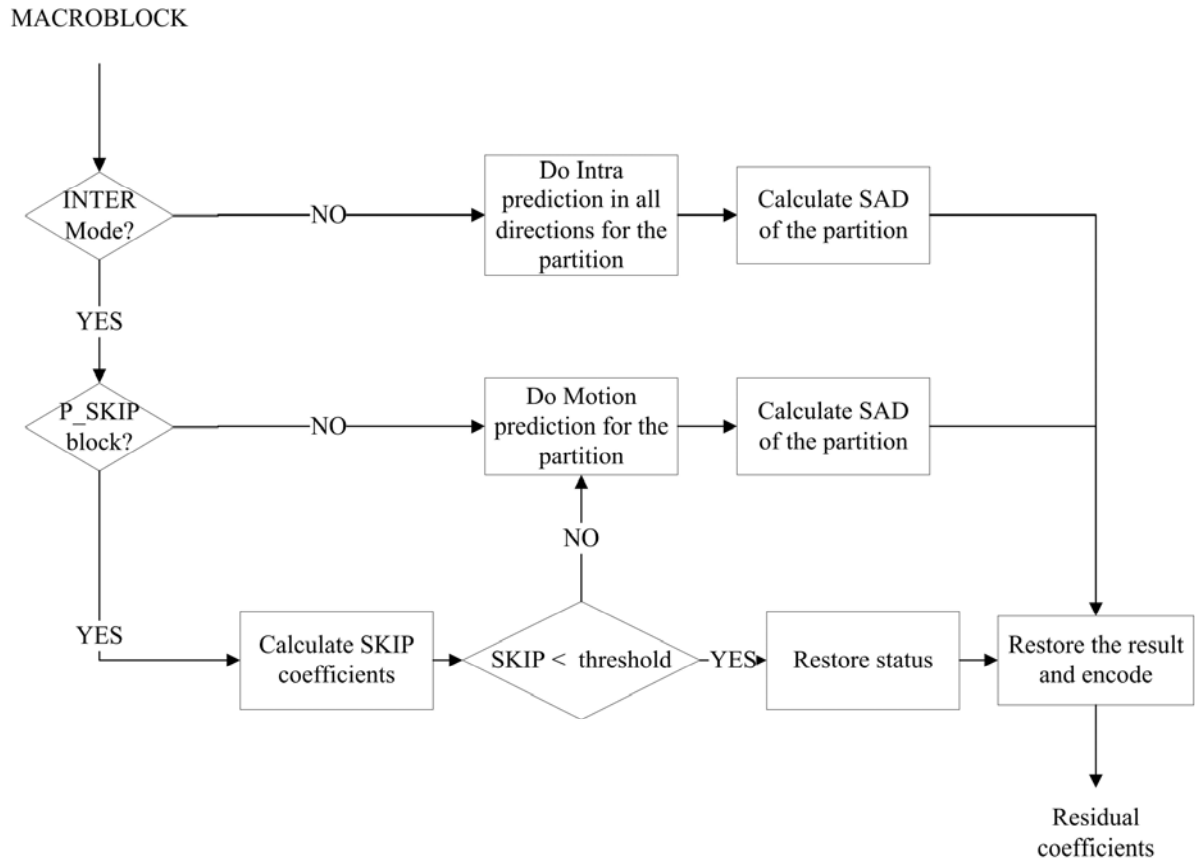 MACROBLOCK
INTER
Mode?
NO
Do Intra
prediction in all
directions for the
partition
Calculate SAD
of the partition
YES
P_SKIP
block?
NO
Do Motion
prediction for the
partition
Calculate SAD
of the partition
NO
YES
Calculate SKIP
coefficients
SKIP < threshold
YES
Restore status
Restore the result
and encode
Residual
coefficients